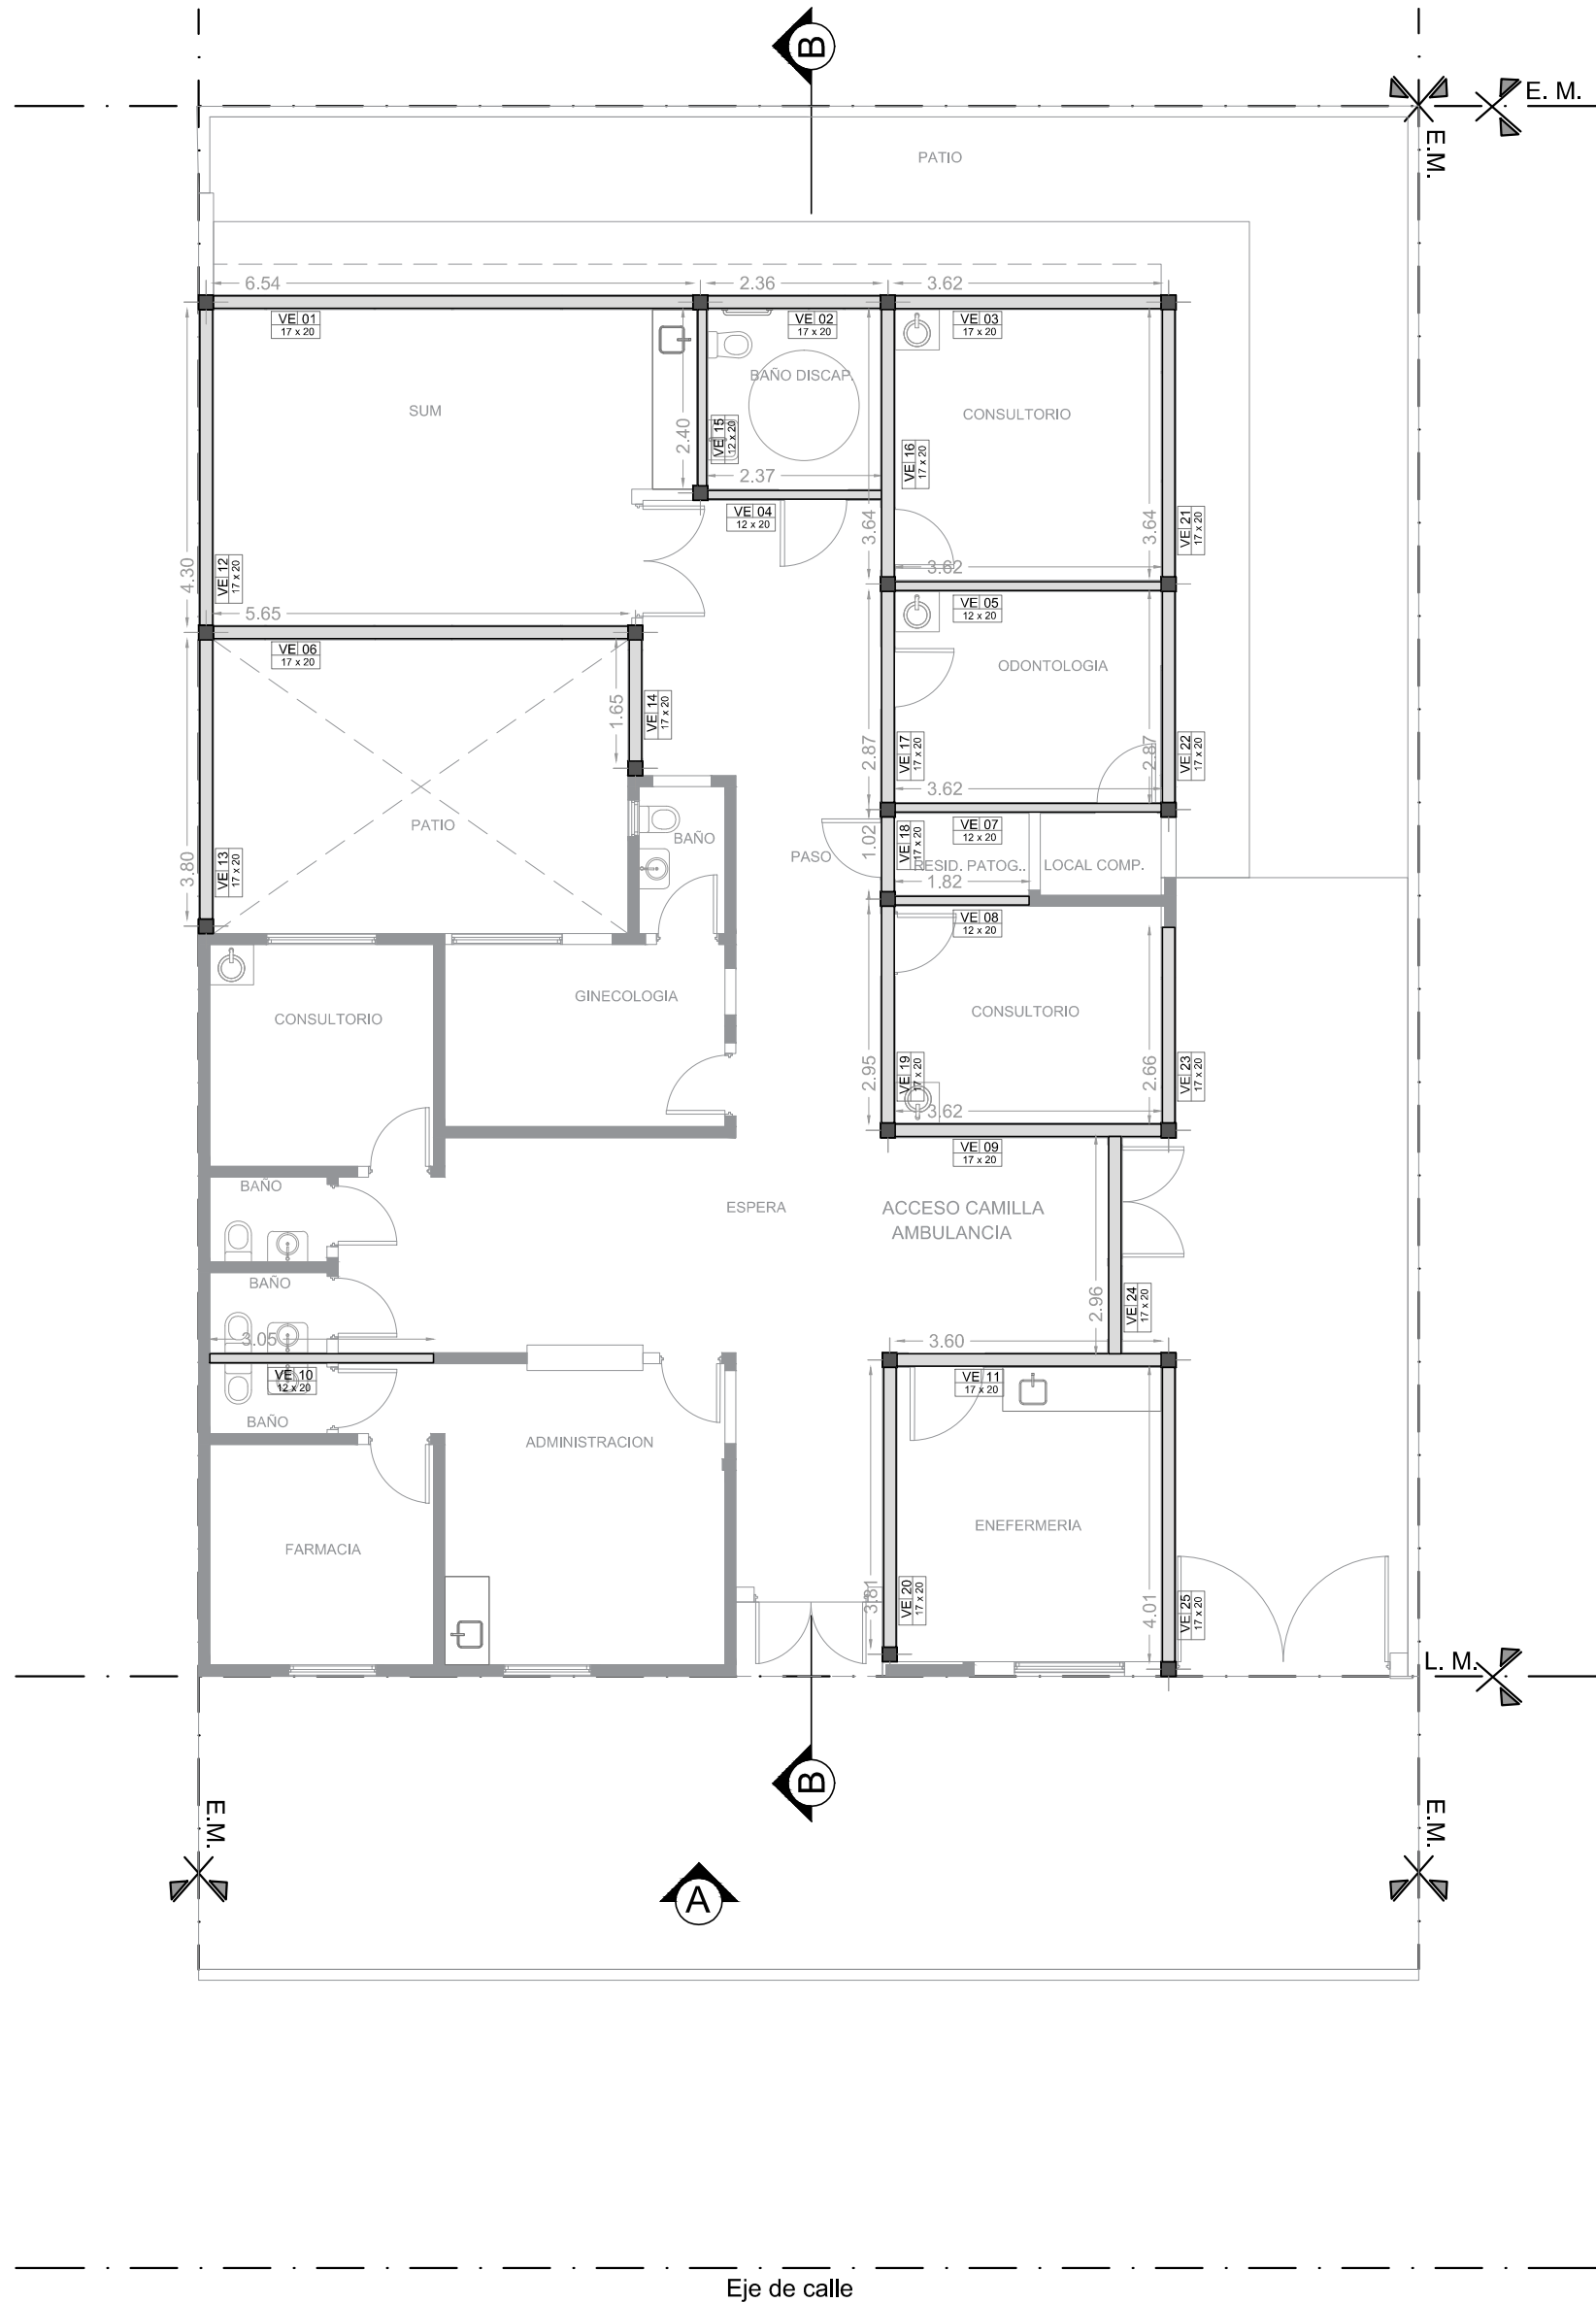 B
E. M.
E.M.
PATIO
6.54
2.36
3.62
VE 01
17 x 20
VE 02
17 x 20
VE 03
17 x 20
BAÑO DISCAP.
SUM
CONSULTORIO
2.40
VE 15
12 x 20
VE 16
17 x 20
2.37
VE 04
12 x 20
3.64
3.64
VE 21
17 x 20
4.30
VE 12
17 x 20
3.62
5.65
VE 05
12 x 20
VE 06
17 x 20
ODONTOLOGIA
1.65
VE 14
17 x 20
2.87
VE 17
17 x 20
2.87
VE 22
17 x 20
3.62
PATIO
BAÑO
VE 07
12 x 20
PASO
1.02
VE 18
17 x 20
RESID. PATOG..
LOCAL COMP.
3.80
VE 13
17 x 20
1.82
VE 08
12 x 20
GINECOLOGIA
CONSULTORIO
CONSULTORIO
2.95
VE 19
17 x 20
2.66
VE 23
17 x 20
3.62
VE 09
17 x 20
BAÑO
ESPERA
ACCESO CAMILLA
AMBULANCIA
BAÑO
2.96
VE 24
17 x 20
3.05
3.60
VE 10
12 x 20
VE 11
17 x 20
BAÑO
ADMINISTRACION
ENEFERMERIA
FARMACIA
3.81
VE 20
17 x 20
4.01
VE 25
17 x 20
L. M.
B
E.M.
E.M.
A
Eje de calle